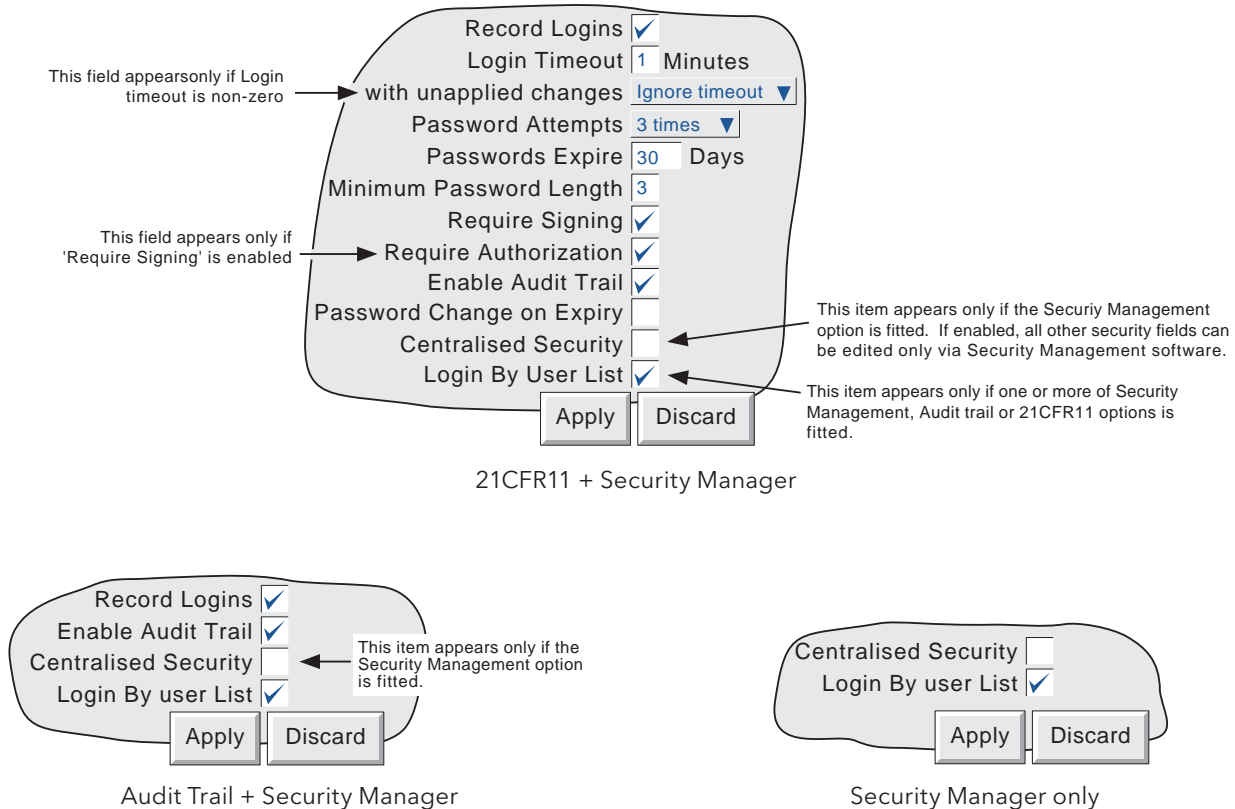 Record Logins
Login Timeout 1 Minutes
This field appearsonly if Login
timeout is non-zero
with unapplied changes Ignore timeout
Password Attempts 3 times
Passwords Expire 30 Days
Minimum Password Length 3
Require Signing
This field appears only if
'Require Signing' is enabled
Require Authorization
Enable Audit Trail
Password Change on Expiry
Centralised Security
This item appears only if the Securiy Management
option is fitted. If enabled, all other security fields can
be edited only via Security Management software.
Login By User List
This item appears only if one or more of Security
Management, Audit trail or 21CFR11 options is
fitted.
Apply Discard
21CFR11 + Security Manager
Record Logins
Enable Audit Trail
Centralised Security
This item appears only if the
Security Management option
is fitted.
Login By user List
Apply Discard
Audit Trail + Security Manager
Centralised Security
Login By user List
Apply Discard
Security Manager only